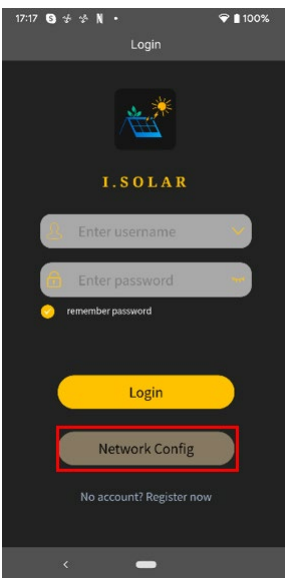 17:17
100%
Login
I.SOLAR
Enter username
Enter password
remember password
Login
Network Config
No account? Register now